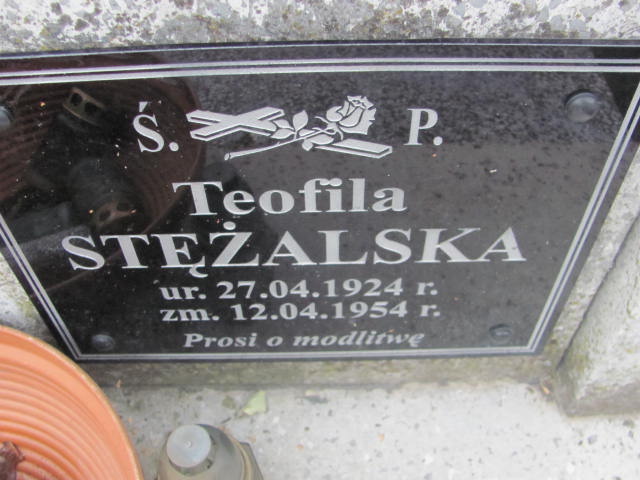 Ś. P.
Teofila
STĘŻALSKA
ur. 27.04.1924 r.
zm. 12.04.1954 r.
Prosi o modlitwę